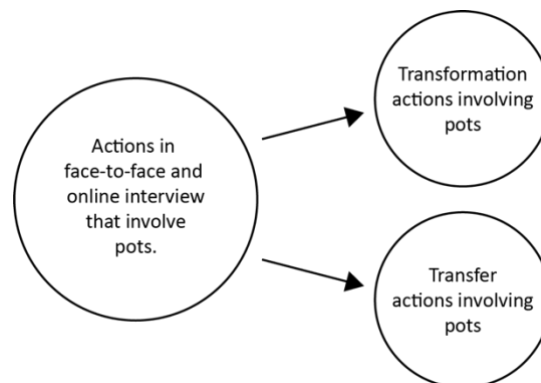 Actions in
face-to-face and
online interview
that involve
pots.
Transformation
actions involving
pots
Transfer
actions involving
pots